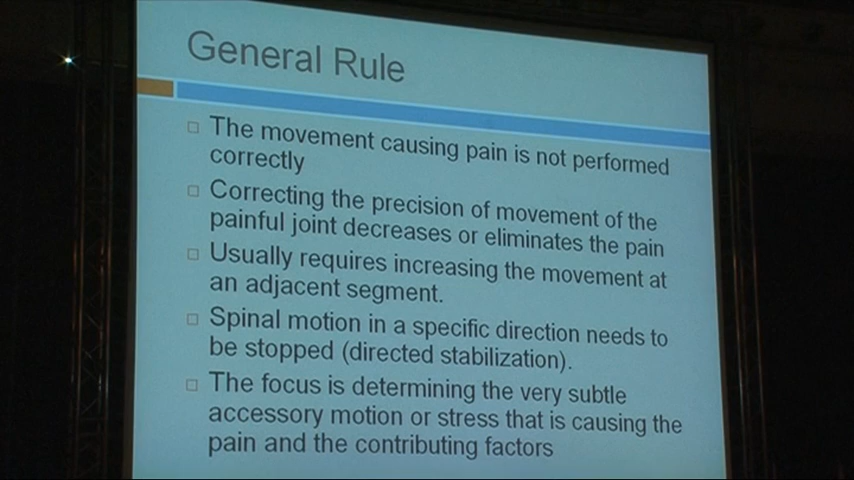 General Rule
The movement causing pain is not performed
correctly
Correcting the precision of movement of the
painful joint decreases or eliminates the pain
Usually requires increasing the movement at
an adjacent segment.
Spinal motion in a specific direction needs to
be stopped (directed stabilization).
The focus is determining the very subtle
accessory motion or stress that is causing the
pain and the contributing factors